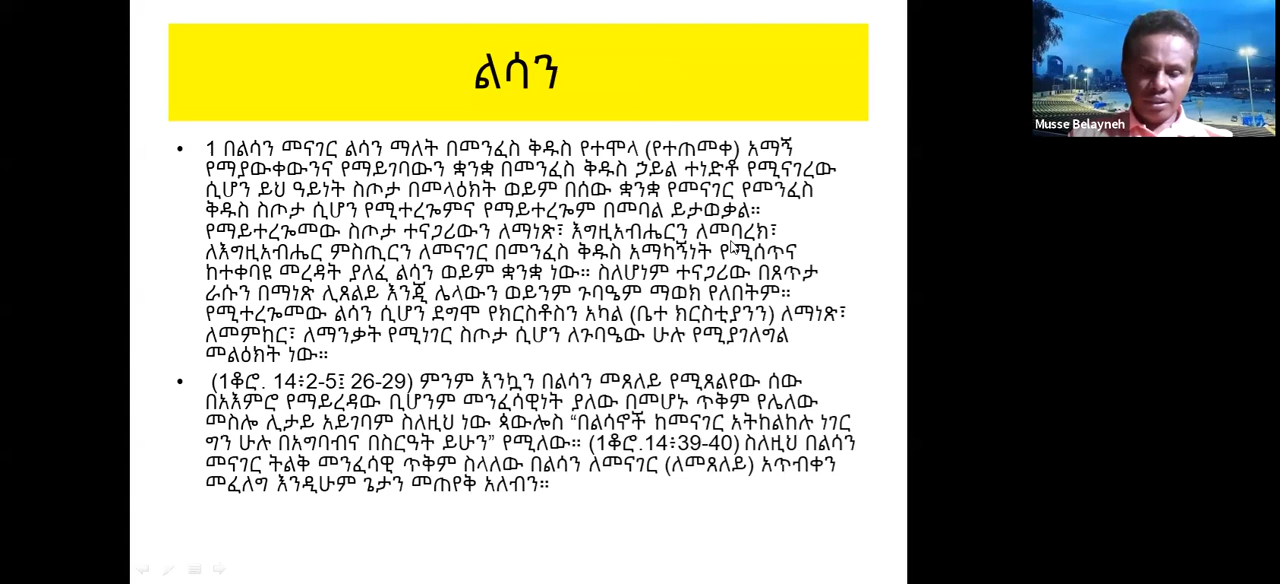 ልሳን
Musse Belayneh
• 1 በልሳን መናገር ልሳን ማለት በመንፈስ ቅዱስ የተሞላ (የተጠመቀ) አማኝ
የማያውቀውንና የማይገባውን ቋንቋ በመንፈስ ቅዱስ ኃይል ተነድቶ የሚናገረው
ሲሆን ይህ ዓይነት ስጦታ በመላዕክት ወይም በሰው ቋንቋ የመናገር የመንፈስ
ቅዱስ ስጦታ ሲሆን የሚተረጐምና የማይተረጐም በመባል ይታወቃል።
የማይተረጐመው ስጦታ ተናጋሪውን ለማነጽ፣ እግዚአብሔርን ለመባረክ፣
ለእግዚአብሔር ምስጢርን ለመናገር በመንፈስ ቅዱስ አማካኝነት የሚሰጥና
ከተቀባዩ መረዳት ያለፈ ልሳን ወይም ቋንቋ ነው። ስለሆነም ተናጋሪው በጸጥታ
ራሱን በማነጽ ሊጸልይ እንጂ ሌላውን ወይንም ጉባዔም ማወክ የለበትም።
የሚተረጐመው ልሳን ሲሆን ደግሞ የክርስቶስን አካል (ቤተ ክርስቲያንን) ለማነጽ፣
ለመምከር፣ ለማንቃት የሚነገር ስጦታ ሲሆን ለጉባዔው ሁሉ የሚያገለግል
መልዕክት ነው።
• (1ቆሮ. 14፥2-5፤ 26-29) ምንም እንኳን በልሳን መጸለይ የሚጸልየው ሰው
በአእምሮ የማይረዳው ቢሆንም መንፈሳዊነት ያለው በመሆኑ ጥቅም የሌለው
መስሎ ሊታይ አይገባም ስለዚህ ነው ጳውሎስ “በልሳኖች ከመናገር አትከልክሉ ነገር
ግን ሁሉ በአግባብና በስርዓት ይሁን” የሚለው። (1ቆሮ.14፥39-40) ስለዚህ በልሳን
መናገር ትልቅ መንፈሳዊ ጥቅም ስላለው በልሳን ለመናገር (ለመጸለይ) አጥብቀን
መፈለግ እንዲሁም ጌታን መጠየቅ አለብን።